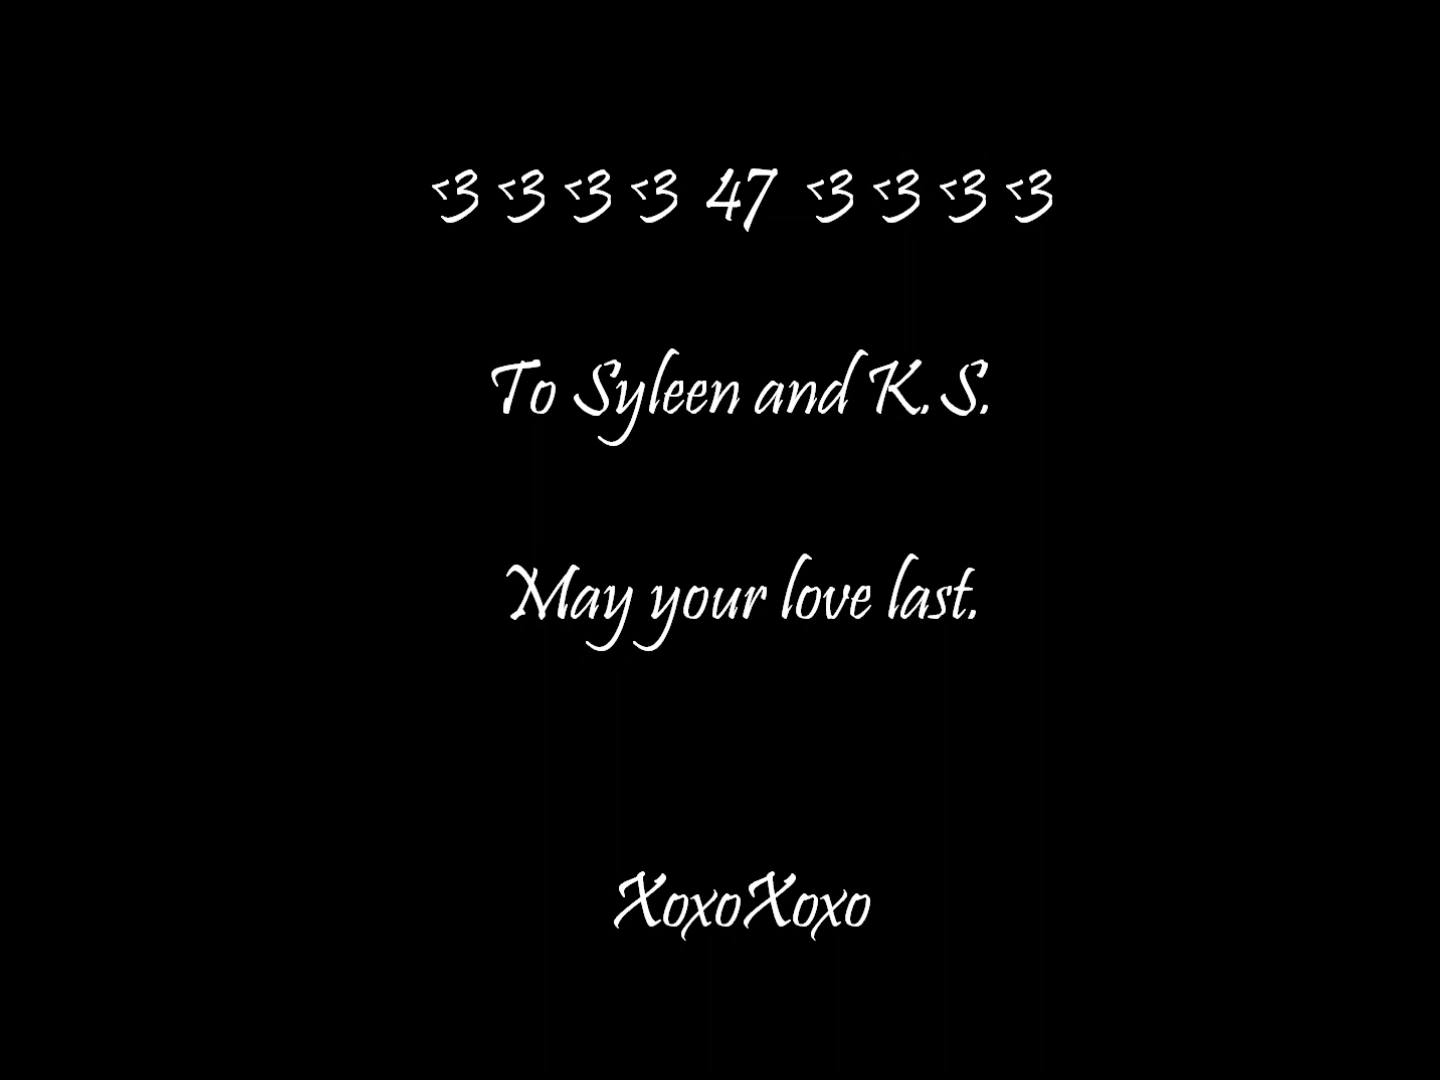 <3 <3 <3 <3 47 <3 <3 <3 <3
To Syleen and K.S.
May your love last.
XoxoXoxo